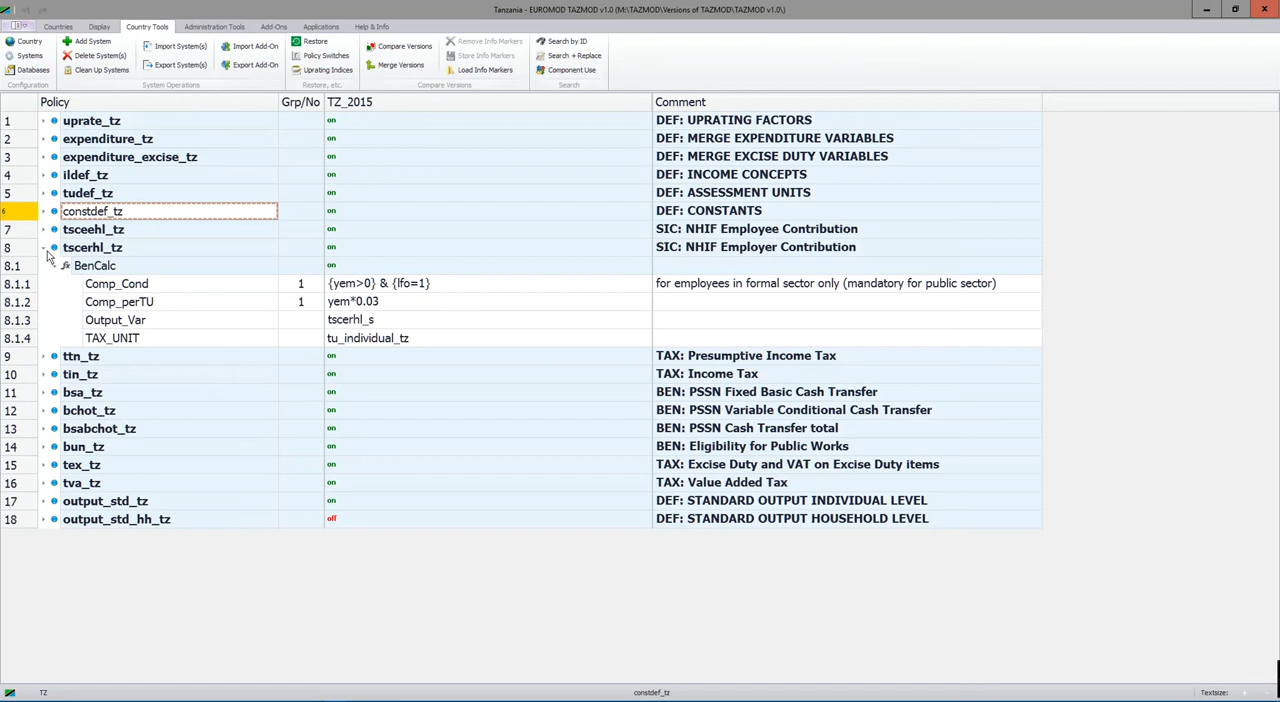 Tanzania - EUROMOD TAZMOD v1.0 (M:\TAZMOD\Versions of TAZMOD\TAZMOD v1.0\)
Countries Display Country Tools Administration Tools Add-Ons Applications Help & Info
Country Add System Import System(s) Import Add-On Restore Compare Versions Remove Info Markers Search by ID
Systems Delete System(s) Policy Switches Store Info Markers Search + Replace
Databases Clean Up Systems Export System(s) Export Add-On Uprating Indices Merge Versions Load Info Markers Component Use
Configuration System Operations Restore, etc. Compare Versions Search
Policy Grp/No TZ_2015 Comment
1 uprate_tz on DEF: UPRATING FACTORS
2 expenditure_tz on DEF: MERGE EXPENDITURE VARIABLES
3 expenditure_excise_tz on DEF: MERGE EXCISE DUTY VARIABLES
4 ildef_tz on DEF: INCOME CONCEPTS
5 tudef_tz on DEF: ASSESSMENT UNITS
6 constdef_tz on DEF: CONSTANTS
7 tsceehl_tz on SIC: NHIF Employee Contribution
8 tscerhl_tz on SIC: NHIF Employer Contribution
8.1 fx BenCalc on
8.1.1 Comp_Cond 1 {yem>0} & {lfo=1} for employees in formal sector only (mandatory for public sector)
8.1.2 Comp_perTU 1 yem*0.03
8.1.3 Output_Var tscerhl_s
8.1.4 TAX_UNIT tu_individual_tz
9 ttn_tz on TAX: Presumptive Income Tax
10 tin_tz on TAX: Income Tax
11 bsa_tz on BEN: PSSN Fixed Basic Cash Transfer
12 bchot_tz on BEN: PSSN Variable Conditional Cash Transfer
13 bsabchot_tz on BEN: PSSN Cash Transfer total
14 bun_tz on BEN: Eligibility for Public Works
15 tex_tz on TAX: Excise Duty and VAT on Excise Duty items
16 tva_tz on TAX: Value Added Tax
17 output_std_tz on DEF: STANDARD OUTPUT INDIVIDUAL LEVEL
18 output_std_hh_tz off DEF: STANDARD OUTPUT HOUSEHOLD LEVEL
TZ constdef_tz Textsize: + -